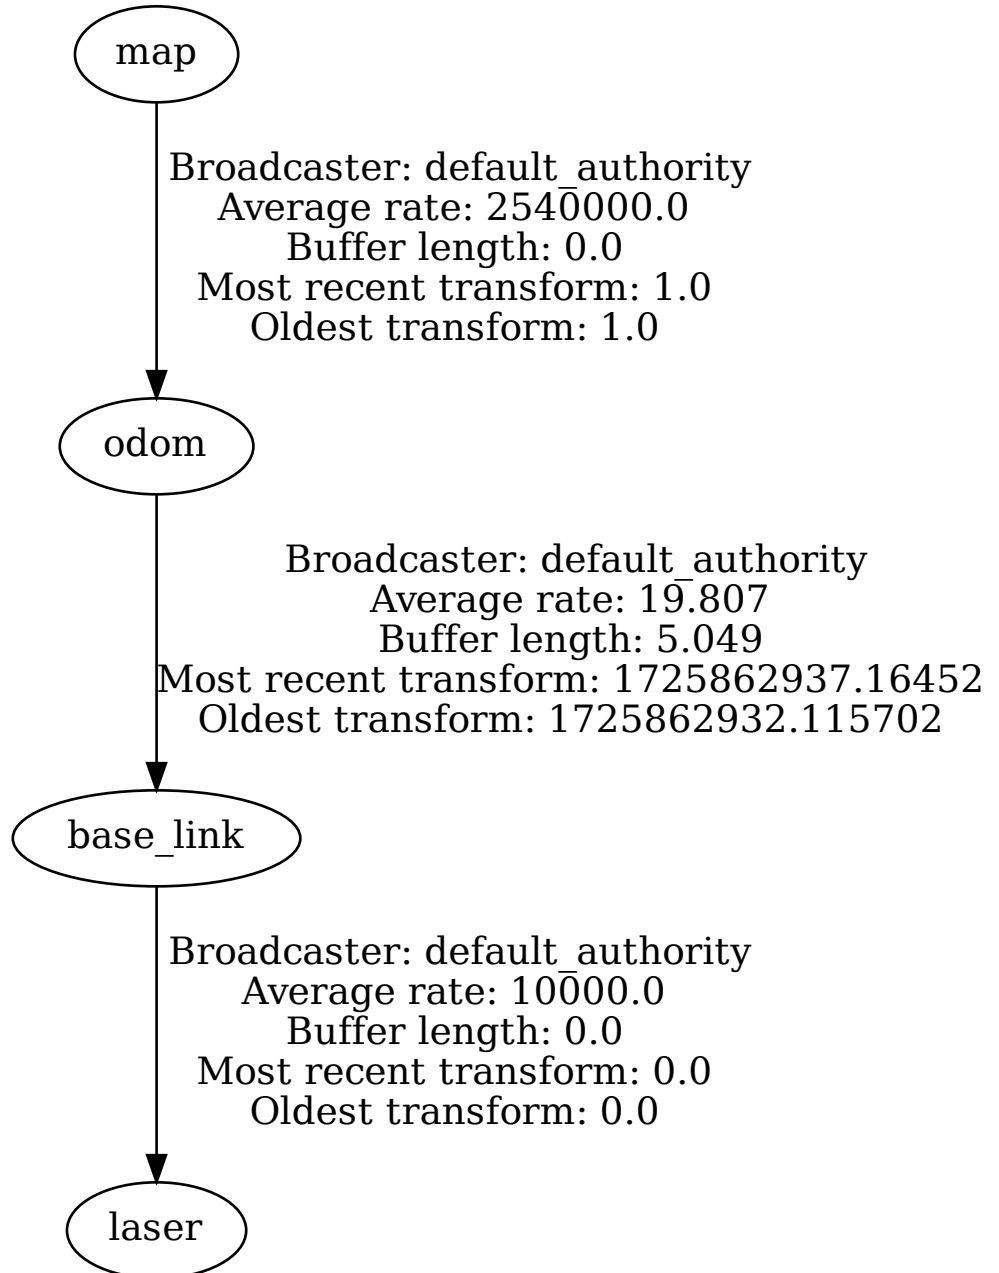 map
Broadcaster: default_authority
Average rate: 2540000.0
Buffer length: 0.0
Most recent transform: 1.0
Oldest transform: 1.0
odom
Broadcaster: default_authority
Average rate: 19.807
Buffer length: 5.049
Most recent transform: 1725862937.16452
Oldest transform: 1725862932.115702
base_link
Broadcaster: default_authority
Average rate: 10000.0
Buffer length: 0.0
Most recent transform: 0.0
Oldest transform: 0.0
laser